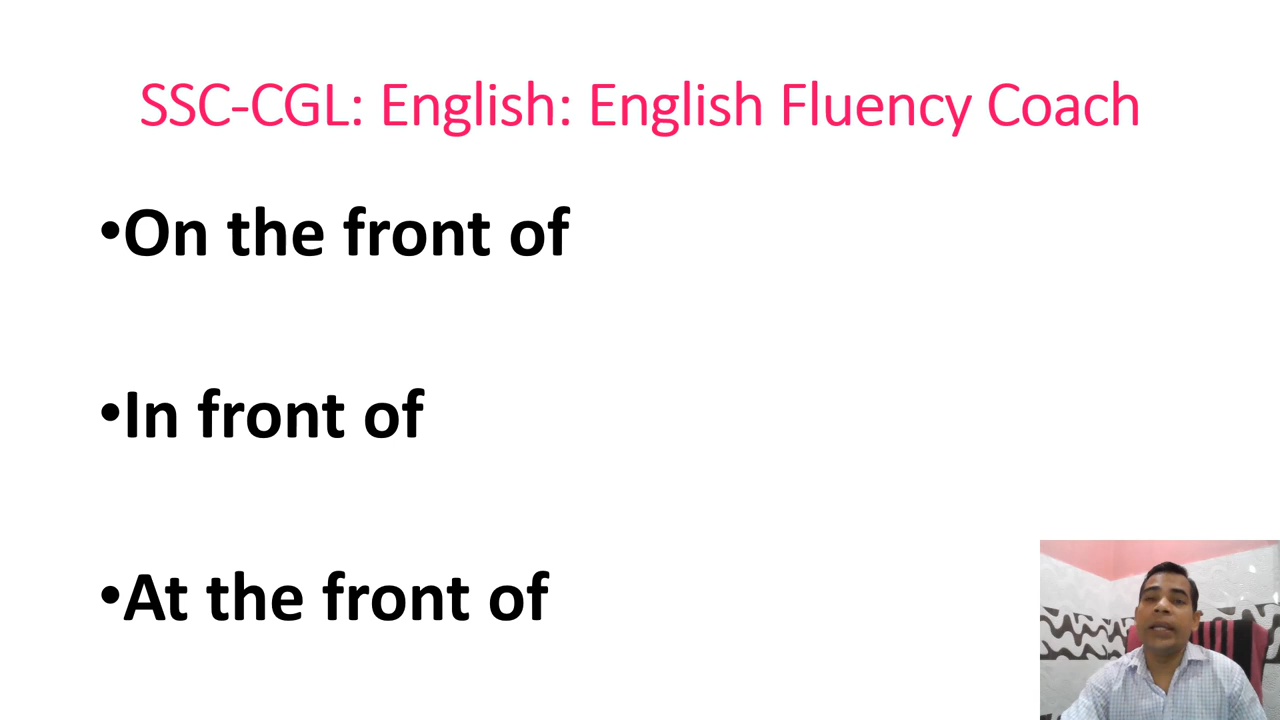 SSC-CGL: English: English Fluency Coach
•On the front of
•In front of
•At the front of